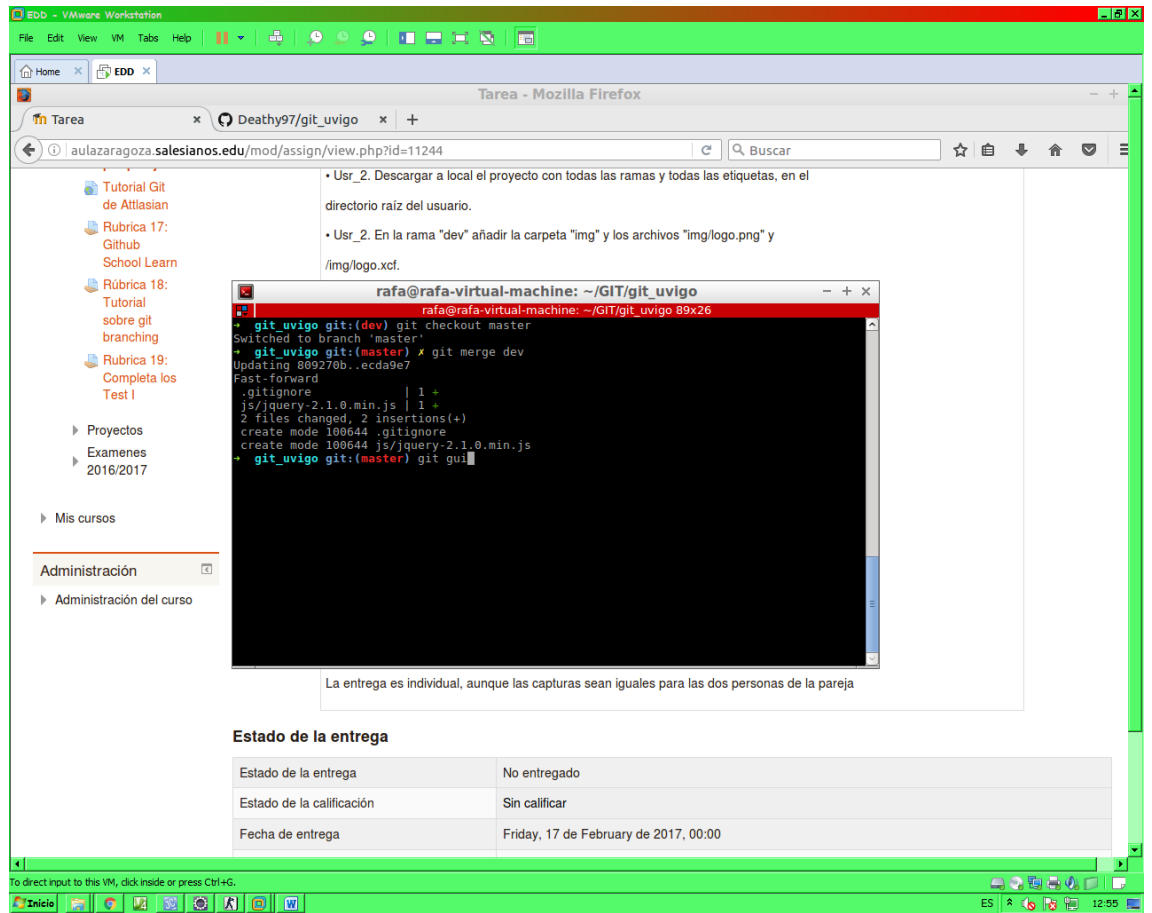 EDD - VMware Workstation
File Edit View VM Tabs Help
Home × EDD ×
Tarea - Mozilla Firefox
Tarea × Deathy97/git_uvigo × +
aulazaragoza.salesianos.edu/mod/assign/view.php?id=11244
Buscar
Tutorial Git
de Attlasian
Rubrica 17:
Github
School Learn
Rúbrica 18:
Tutorial
sobre git
branching
Rubrica 19:
Completa los
Test I
Proyectos
Examenes
2016/2017
Mis cursos
Administración
Administración del curso
• Usr_2. Descargar a local el proyecto con todas las ramas y todas las etiquetas, en el
directorio raíz del usuario.
• Usr_2. En la rama "dev" añadir la carpeta "img" y los archivos "img/logo.png" y
/img/logo.xcf.
rafa@rafa-virtual-machine: ~/GIT/git_uvigo
rafa@rafa-virtual-machine: ~/GIT/git_uvigo 89x26
→ git_uvigo git:(dev) git checkout master
Switched to branch 'master'
→ git_uvigo git:(master) ✗ git merge dev
Updating 809270b..ecda9e7
Fast-forward
.gitignore | 1 +
js/jquery-2.1.0.min.js | 1 +
2 files changed, 2 insertions(+)
create mode 100644 .gitignore
create mode 100644 js/jquery-2.1.0.min.js
→ git_uvigo git:(master) git gui
La entrega es individual, aunque las capturas sean iguales para las dos personas de la pareja
Estado de la entrega
Estado de la entrega No entregado
Estado de la calificación Sin calificar
Fecha de entrega Friday, 17 de February de 2017, 00:00
To direct input to this VM, click inside or press Ctrl+G.
Inicio
ES 12:55